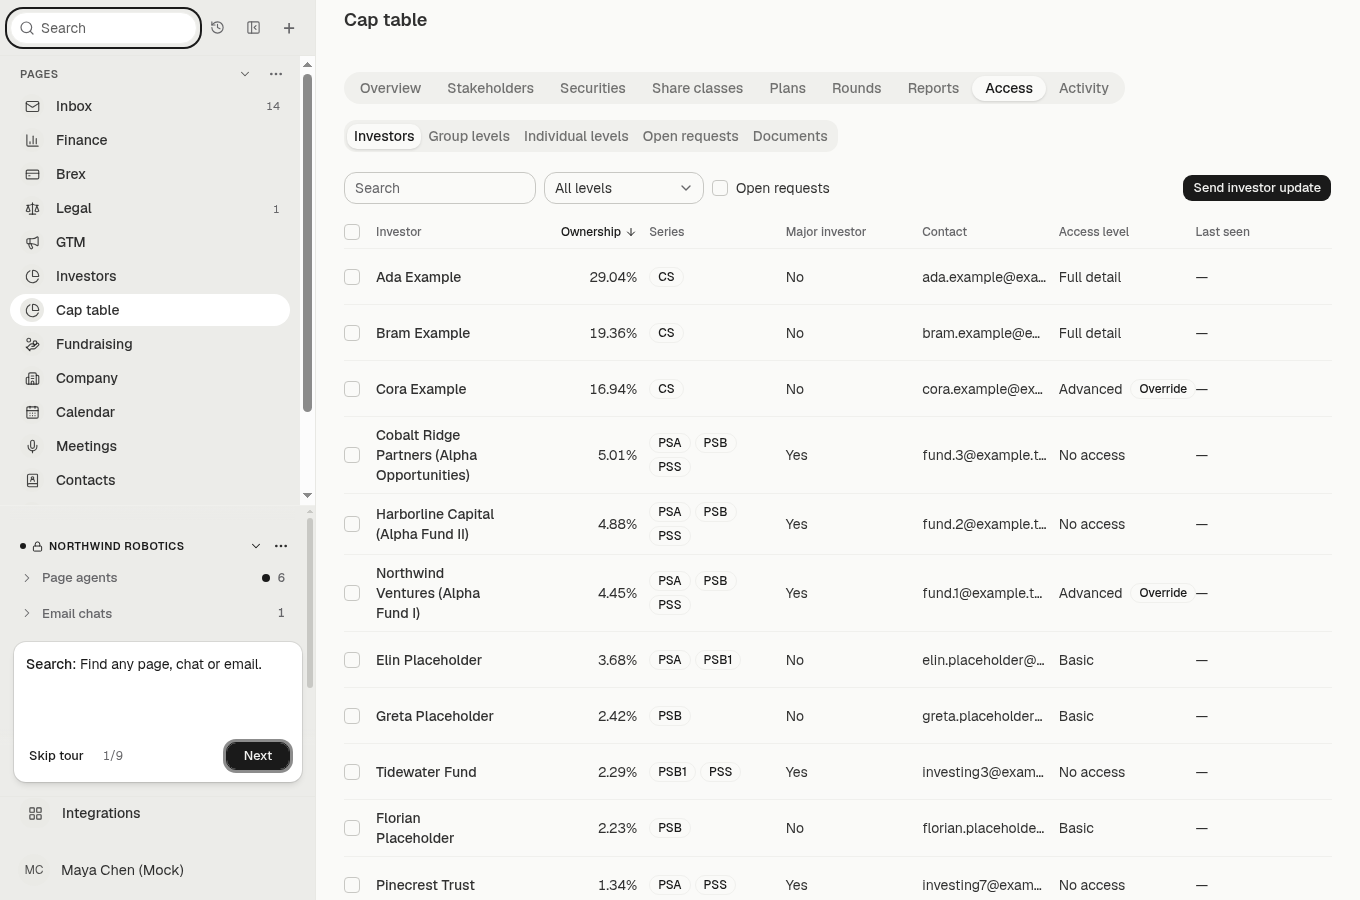 Search
Cap table
PAGES
Inbox 14
Finance
Brex
Legal 1
GTM
Investors
Cap table
Fundraising
Company
Calendar
Meetings
Contacts
NORTHWIND ROBOTICS
Page agents 6
Email chats 1
Search: Find any page, chat or email.
Skip tour 1/9 Next
Integrations
MC Maya Chen (Mock)
Overview Stakeholders Securities Share classes Plans Rounds Reports Access Activity
Investors Group levels Individual levels Open requests Documents
Search All levels Open requests Send investor update
Investor Ownership ↓ Series Major investor Contact Access level Last seen
Ada Example 29.04% CS No ada.example@exa... Full detail —
Bram Example 19.36% CS No bram.example@e... Full detail —
Cora Example 16.94% CS No cora.example@ex... Advanced Override —
Cobalt Ridge
Partners (Alpha
Opportunities) 5.01% PSA PSB
PSS Yes fund.3@example.t... No access —
Harborline Capital
(Alpha Fund II) 4.88% PSA PSB
PSS Yes fund.2@example.t... No access —
Northwind
Ventures (Alpha
Fund I) 4.45% PSA PSB
PSS Yes fund.1@example.t... Advanced Override —
Elin Placeholder 3.68% PSA PSB1 No elin.placeholder@... Basic —
Greta Placeholder 2.42% PSB No greta.placeholder... Basic —
Tidewater Fund 2.29% PSB1 PSS Yes investing3@exam... No access —
Florian
Placeholder 2.23% PSB No florian.placeholde... Basic —
Pinecrest Trust 1.34% PSA PSS Yes investing7@exam... No access —